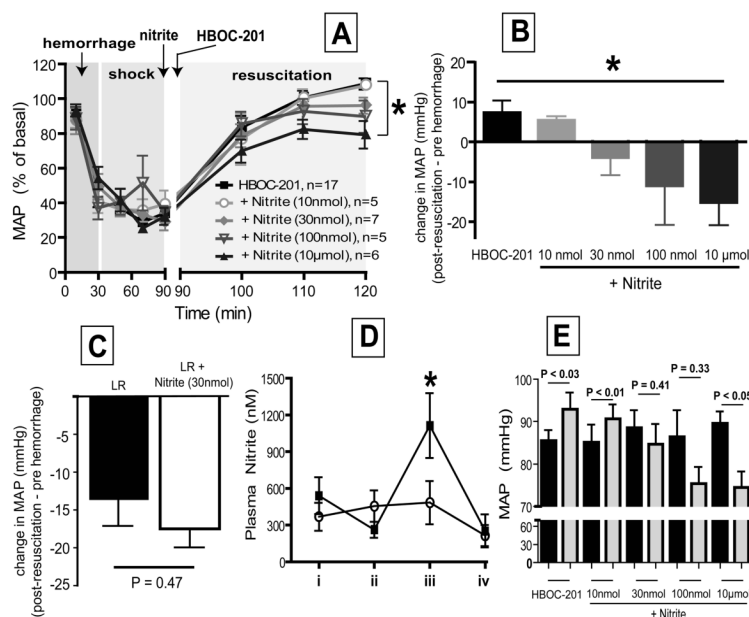 A
hemorrhage
nitrite
HBOC-201
shock
resuscitation
MAP (% of basal)
120
100
80
60
40
20
0
*
HBOC-201, n=17
+ Nitrite (10nmol), n=5
+ Nitrite (30nmol), n=7
+ Nitrite (100nmol), n=5
+ Nitrite (10µmol), n=6
0 30 60 90 90 100 110 120
Time (min)
B
change in MAP (mmHg)
(post-resuscitation - pre hemorrhage)
20
10
0
-10
-20
*
HBOC-201 10 nmol 30 nmol 100 nmol 10 µmol
+ Nitrite
C
LR
LR +
Nitrite (30nmol)
change in MAP (mmHg)
(post-resuscitation - pre hemorrhage)
-5
-10
-15
-20
-25
P = 0.47
D
Plasma Nitrite (nM)
1500
1200
900
600
300
0
*
i ii iii iv
E
MAP (mmHg)
100
90
80
70
60
40
20
0
P < 0.03
P < 0.01
P = 0.41
P = 0.33
P < 0.05
HBOC-201 10nmol 30nmol 100nmol 10µmol
+ Nitrite